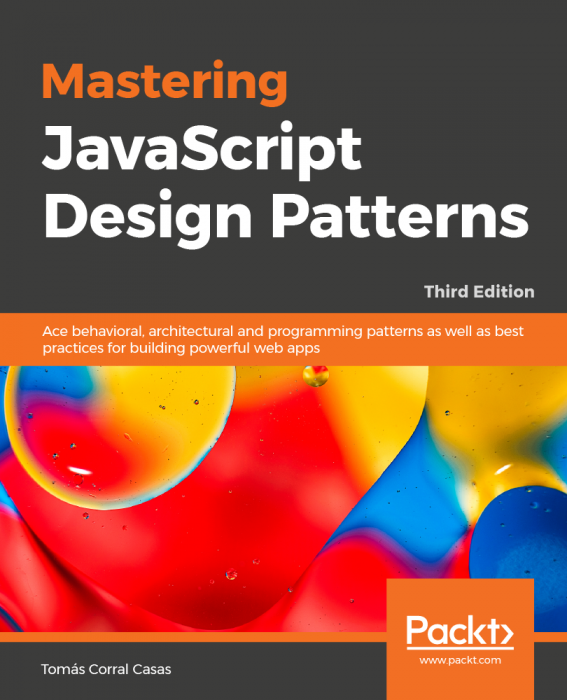 Mastering
JavaScript
Design Patterns
Third Edition
Ace behavioral, architectural and programming patterns as well as best
practices for building powerful web apps
Packt>
www.packt.com
Tomás Corral Casas